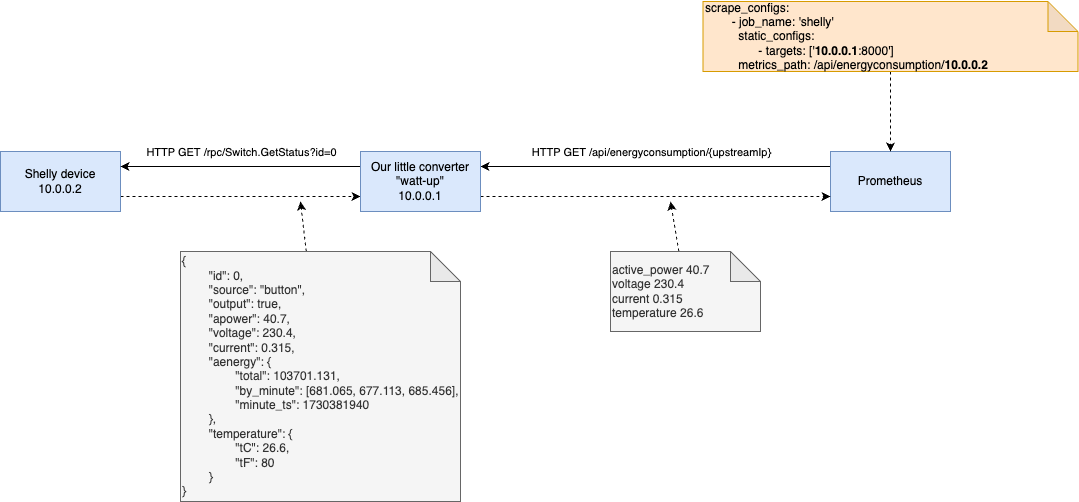 scrape_configs:
- job_name: 'shelly'
static_configs:
- targets: ['10.0.0.1:8000']
metrics_path: /api/energyconsumption/10.0.0.2
HTTP GET /rpc/Switch.GetStatus?id=0
HTTP GET /api/energyconsumption/{upstreamIp}
Shelly device
10.0.0.2
Our little converter
"watt-up"
10.0.0.1
Prometheus
{
"id": 0,
"source": "button",
"output": true,
"apower": 40.7,
"voltage": 230.4,
"current": 0.315,
"aenergy": {
"total": 103701.131,
"by_minute": [681.065, 677.113, 685.456],
"minute_ts": 1730381940
},
"temperature": {
"tC": 26.6,
"tF": 80
}
}
active_power 40.7
voltage 230.4
current 0.315
temperature 26.6